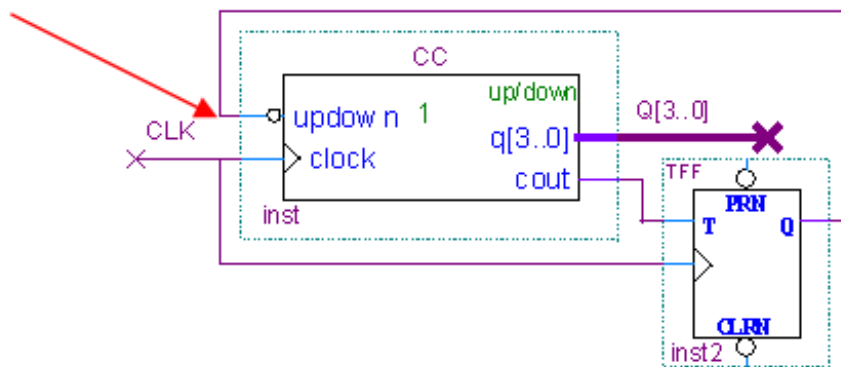 CC
up/down
updow n 1
Q[3..0]
CLK
q[3..0]
clock
cout
TFF
inst
PRN
T Q
CLRN
inst2